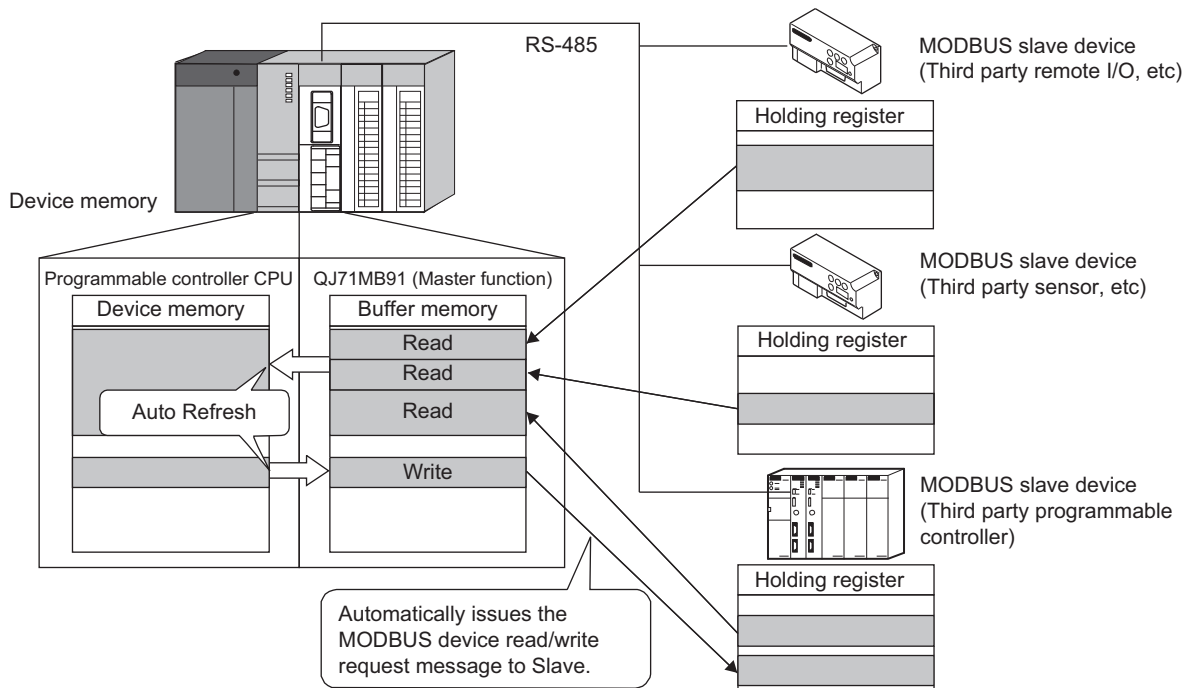 RS-485
MODBUS slave device
(Third party remote I/O, etc)
Holding register
Device memory
MODBUS slave device
(Third party sensor, etc)
Holding register
Programmable controller CPU
QJ71MB91 (Master function)
Device memory
Buffer memory
Read
Read
Read
Auto Refresh
Write
MODBUS slave device
(Third party programmable
controller)
Holding register
Automatically issues the
MODBUS device read/write
request message to Slave.